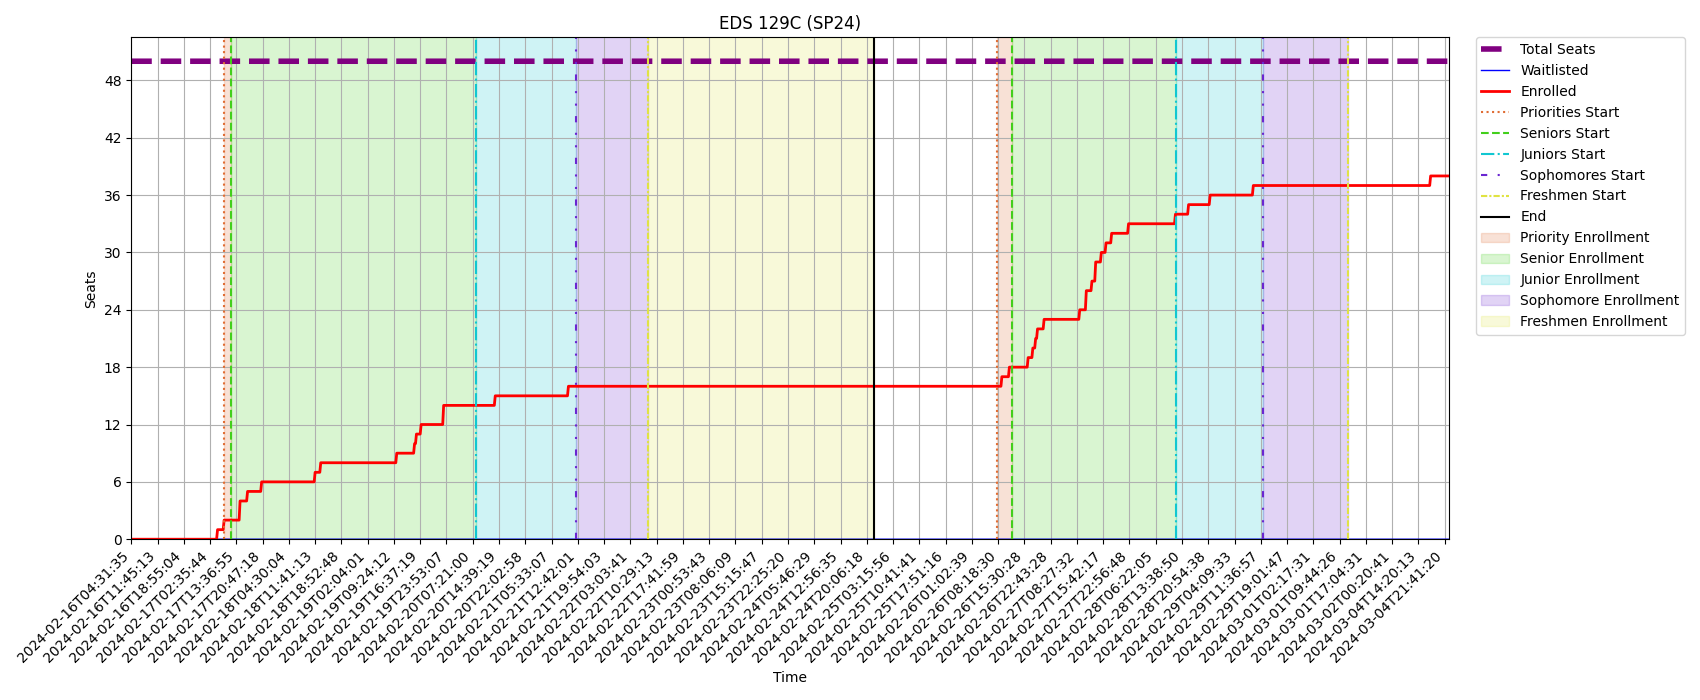 EDS 129C (SP24)
Seats
48
42
36
30
24
18
12
6
0
2024-02-16T04:31:35
2024-02-16T11:45:13
2024-02-16T18:55:04
2024-02-17T02:35:44
2024-02-17T13:36:55
2024-02-17T20:47:18
2024-02-18T04:30:04
2024-02-18T11:41:13
2024-02-18T18:52:48
2024-02-19T02:04:01
2024-02-19T09:24:12
2024-02-19T16:37:19
2024-02-19T23:53:07
2024-02-20T07:21:00
2024-02-20T14:39:19
2024-02-20T22:02:58
2024-02-21T05:33:07
2024-02-21T12:42:01
2024-02-21T19:54:03
2024-02-22T03:03:41
2024-02-22T10:29:13
2024-02-22T17:41:59
2024-02-23T00:53:43
2024-02-23T08:06:09
2024-02-23T15:15:47
2024-02-23T22:25:20
2024-02-24T05:46:29
2024-02-24T12:56:35
2024-02-24T20:06:18
2024-02-25T03:15:56
2024-02-25T10:41:41
2024-02-25T17:51:16
2024-02-26T01:02:39
2024-02-26T08:18:30
2024-02-26T15:30:28
2024-02-26T22:43:28
2024-02-27T08:27:32
2024-02-27T15:42:17
2024-02-27T22:56:48
2024-02-28T06:22:05
2024-02-28T13:38:50
2024-02-28T20:54:38
2024-02-29T04:09:33
2024-02-29T11:36:57
2024-02-29T19:01:47
2024-03-01T02:17:31
2024-03-01T09:44:26
2024-03-01T17:04:31
2024-03-02T00:20:41
2024-03-04T14:20:13
2024-03-04T21:41:20
Time
Total Seats
Waitlisted
Enrolled
Priorities Start
Seniors Start
Juniors Start
Sophomores Start
Freshmen Start
End
Priority Enrollment
Senior Enrollment
Junior Enrollment
Sophomore Enrollment
Freshmen Enrollment